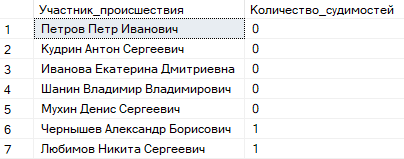 Участник_происшествия Количество_судимостей
1 Петров Петр Иванович 0
2 Кудрин Антон Сергеевич 0
3 Иванова Екатерина Дмитриевна 0
4 Шанин Владимир Владимирович 0
5 Мухин Денис Сергеевич 0
6 Чернышев Александр Борисович 1
7 Любимов Никита Сергеевич 1